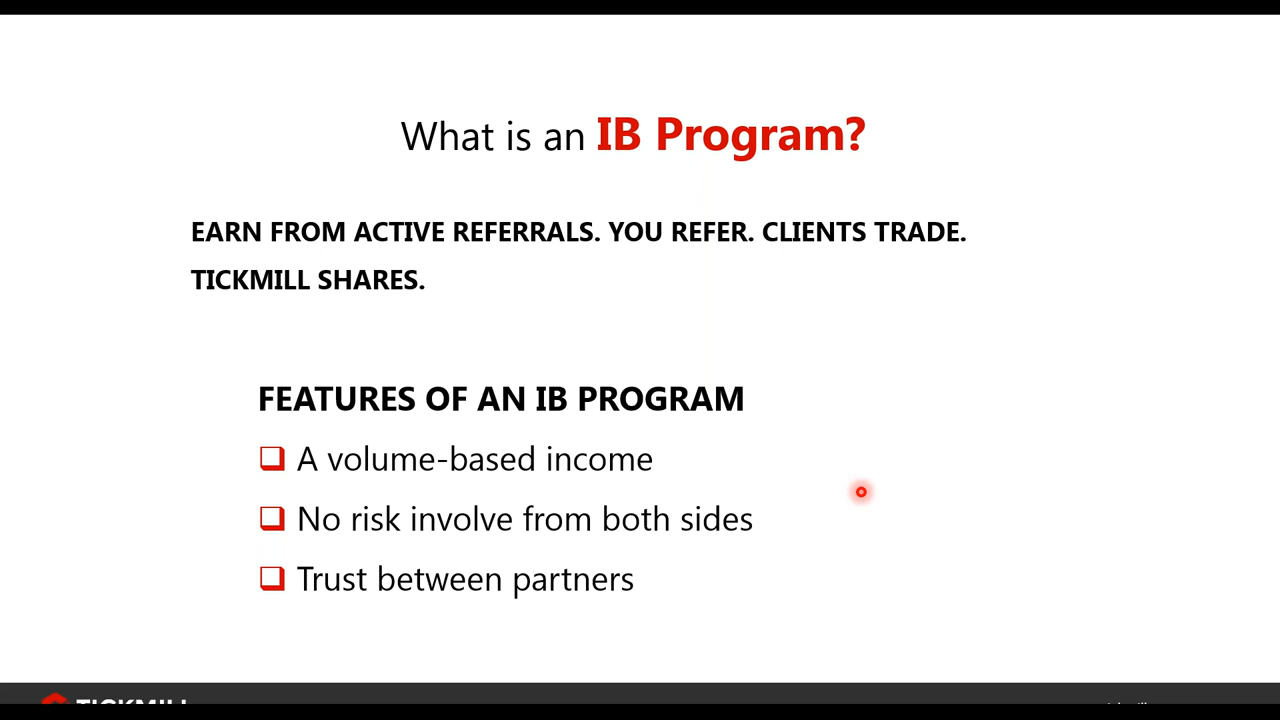 What is an IB Program?
EARN FROM ACTIVE REFERRALS. YOU REFER. CLIENTS TRADE.
TICKMILL SHARES.
FEATURES OF AN IB PROGRAM
A volume-based income
No risk involve from both sides
Trust between partners
TICKMILL